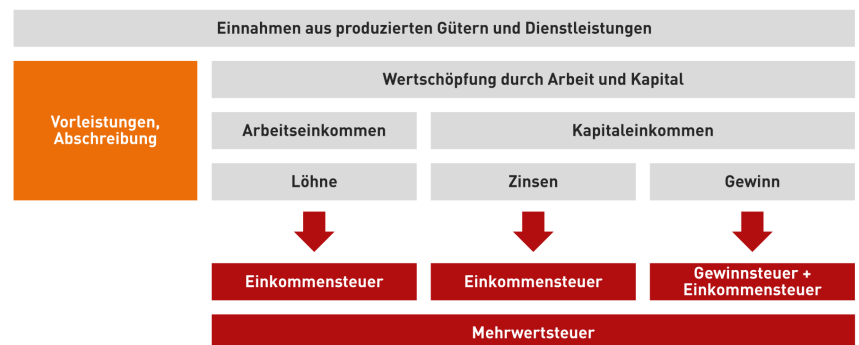 Einnahmen aus produzierten Gütern und Dienstleistungen
Vorleistungen,
Abschreibung
Wertschöpfung durch Arbeit und Kapital
Arbeitseinkommen
Kapitaleinkommen
Löhne
Zinsen
Gewinn
Einkommensteuer
Einkommensteuer
Gewinnsteuer +
Einkommensteuer
Mehrwertsteuer